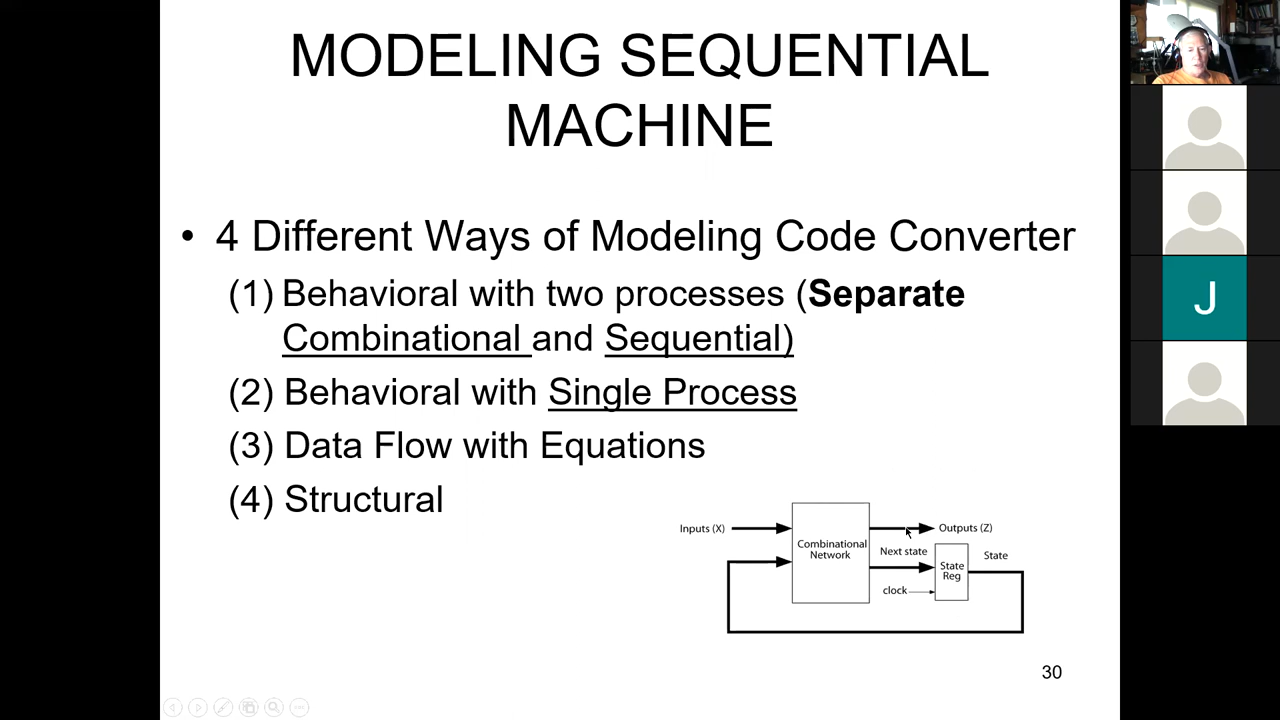 MODELING SEQUENTIAL
MACHINE
• 4 Different Ways of Modeling Code Converter
(1) Behavioral with two processes (Separate
Combinational and Sequential)
(2) Behavioral with Single Process
(3) Data Flow with Equations
(4) Structural
Inputs (X)
Combinational
Network
Outputs (Z)
Next state
State
Reg
State
clock
30
J